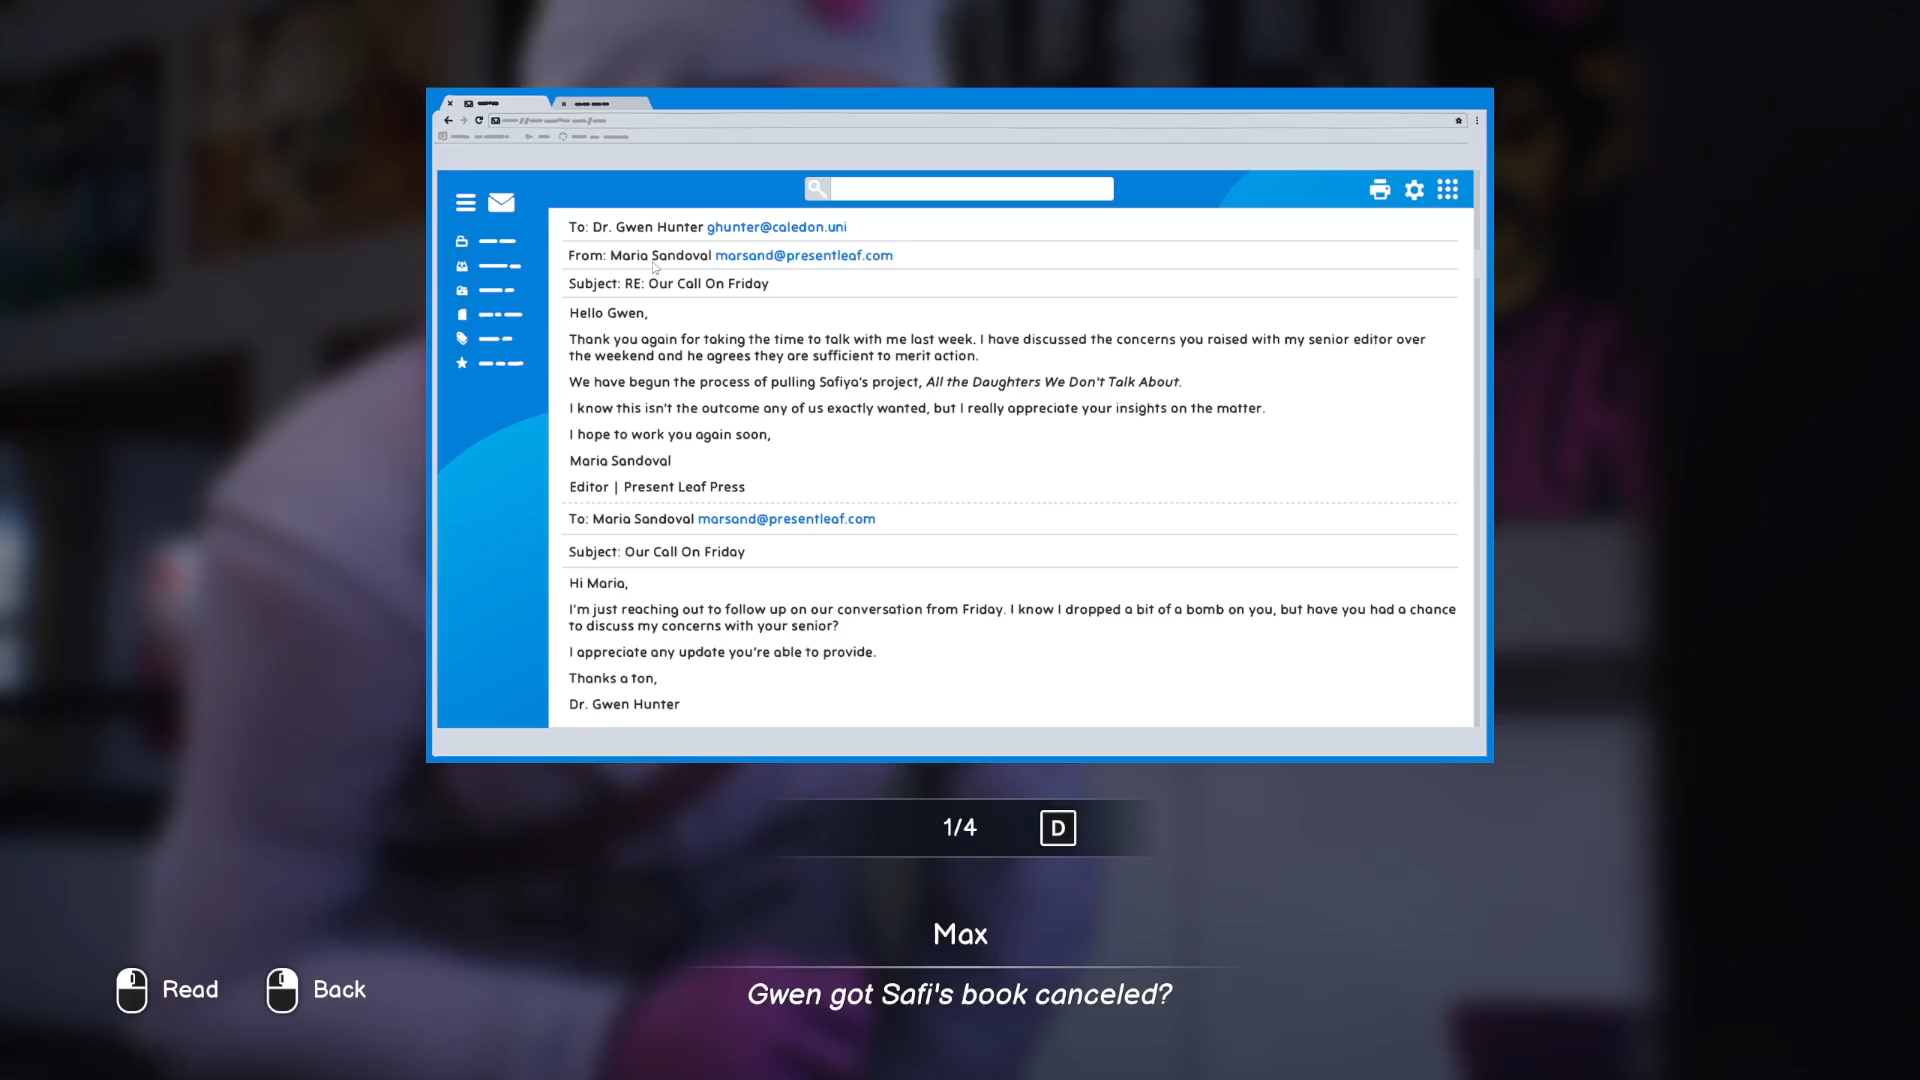 To: Dr. Gwen Hunter ghunter@caledon.uni
From: Maria Sandoval marsand@presentleaf.com
Subject: RE: Our Call On Friday
Hello Gwen,
Thank you again for taking the time to talk with me last week. I have discussed the concerns you raised with my senior editor over
the weekend and he agrees they are sufficient to merit action.
We have begun the process of pulling Safiya's project, All the Daughters We Don't Talk About.
I know this isn't the outcome any of us exactly wanted, but I really appreciate your insights on the matter.
I hope to work you again soon,
Maria Sandoval
Editor | Present Leaf Press
To: Maria Sandoval marsand@presentleaf.com
Subject: Our Call On Friday
Hi Maria,
I'm just reaching out to follow up on our conversation from Friday. I know I dropped a bit of a bomb on you, but have you had a chance
to discuss my concerns with your senior?
I appreciate any update you're able to provide.
Thanks a ton,
Dr. Gwen Hunter
1/4 D
Max
Read Back
Gwen got Safi's book canceled?